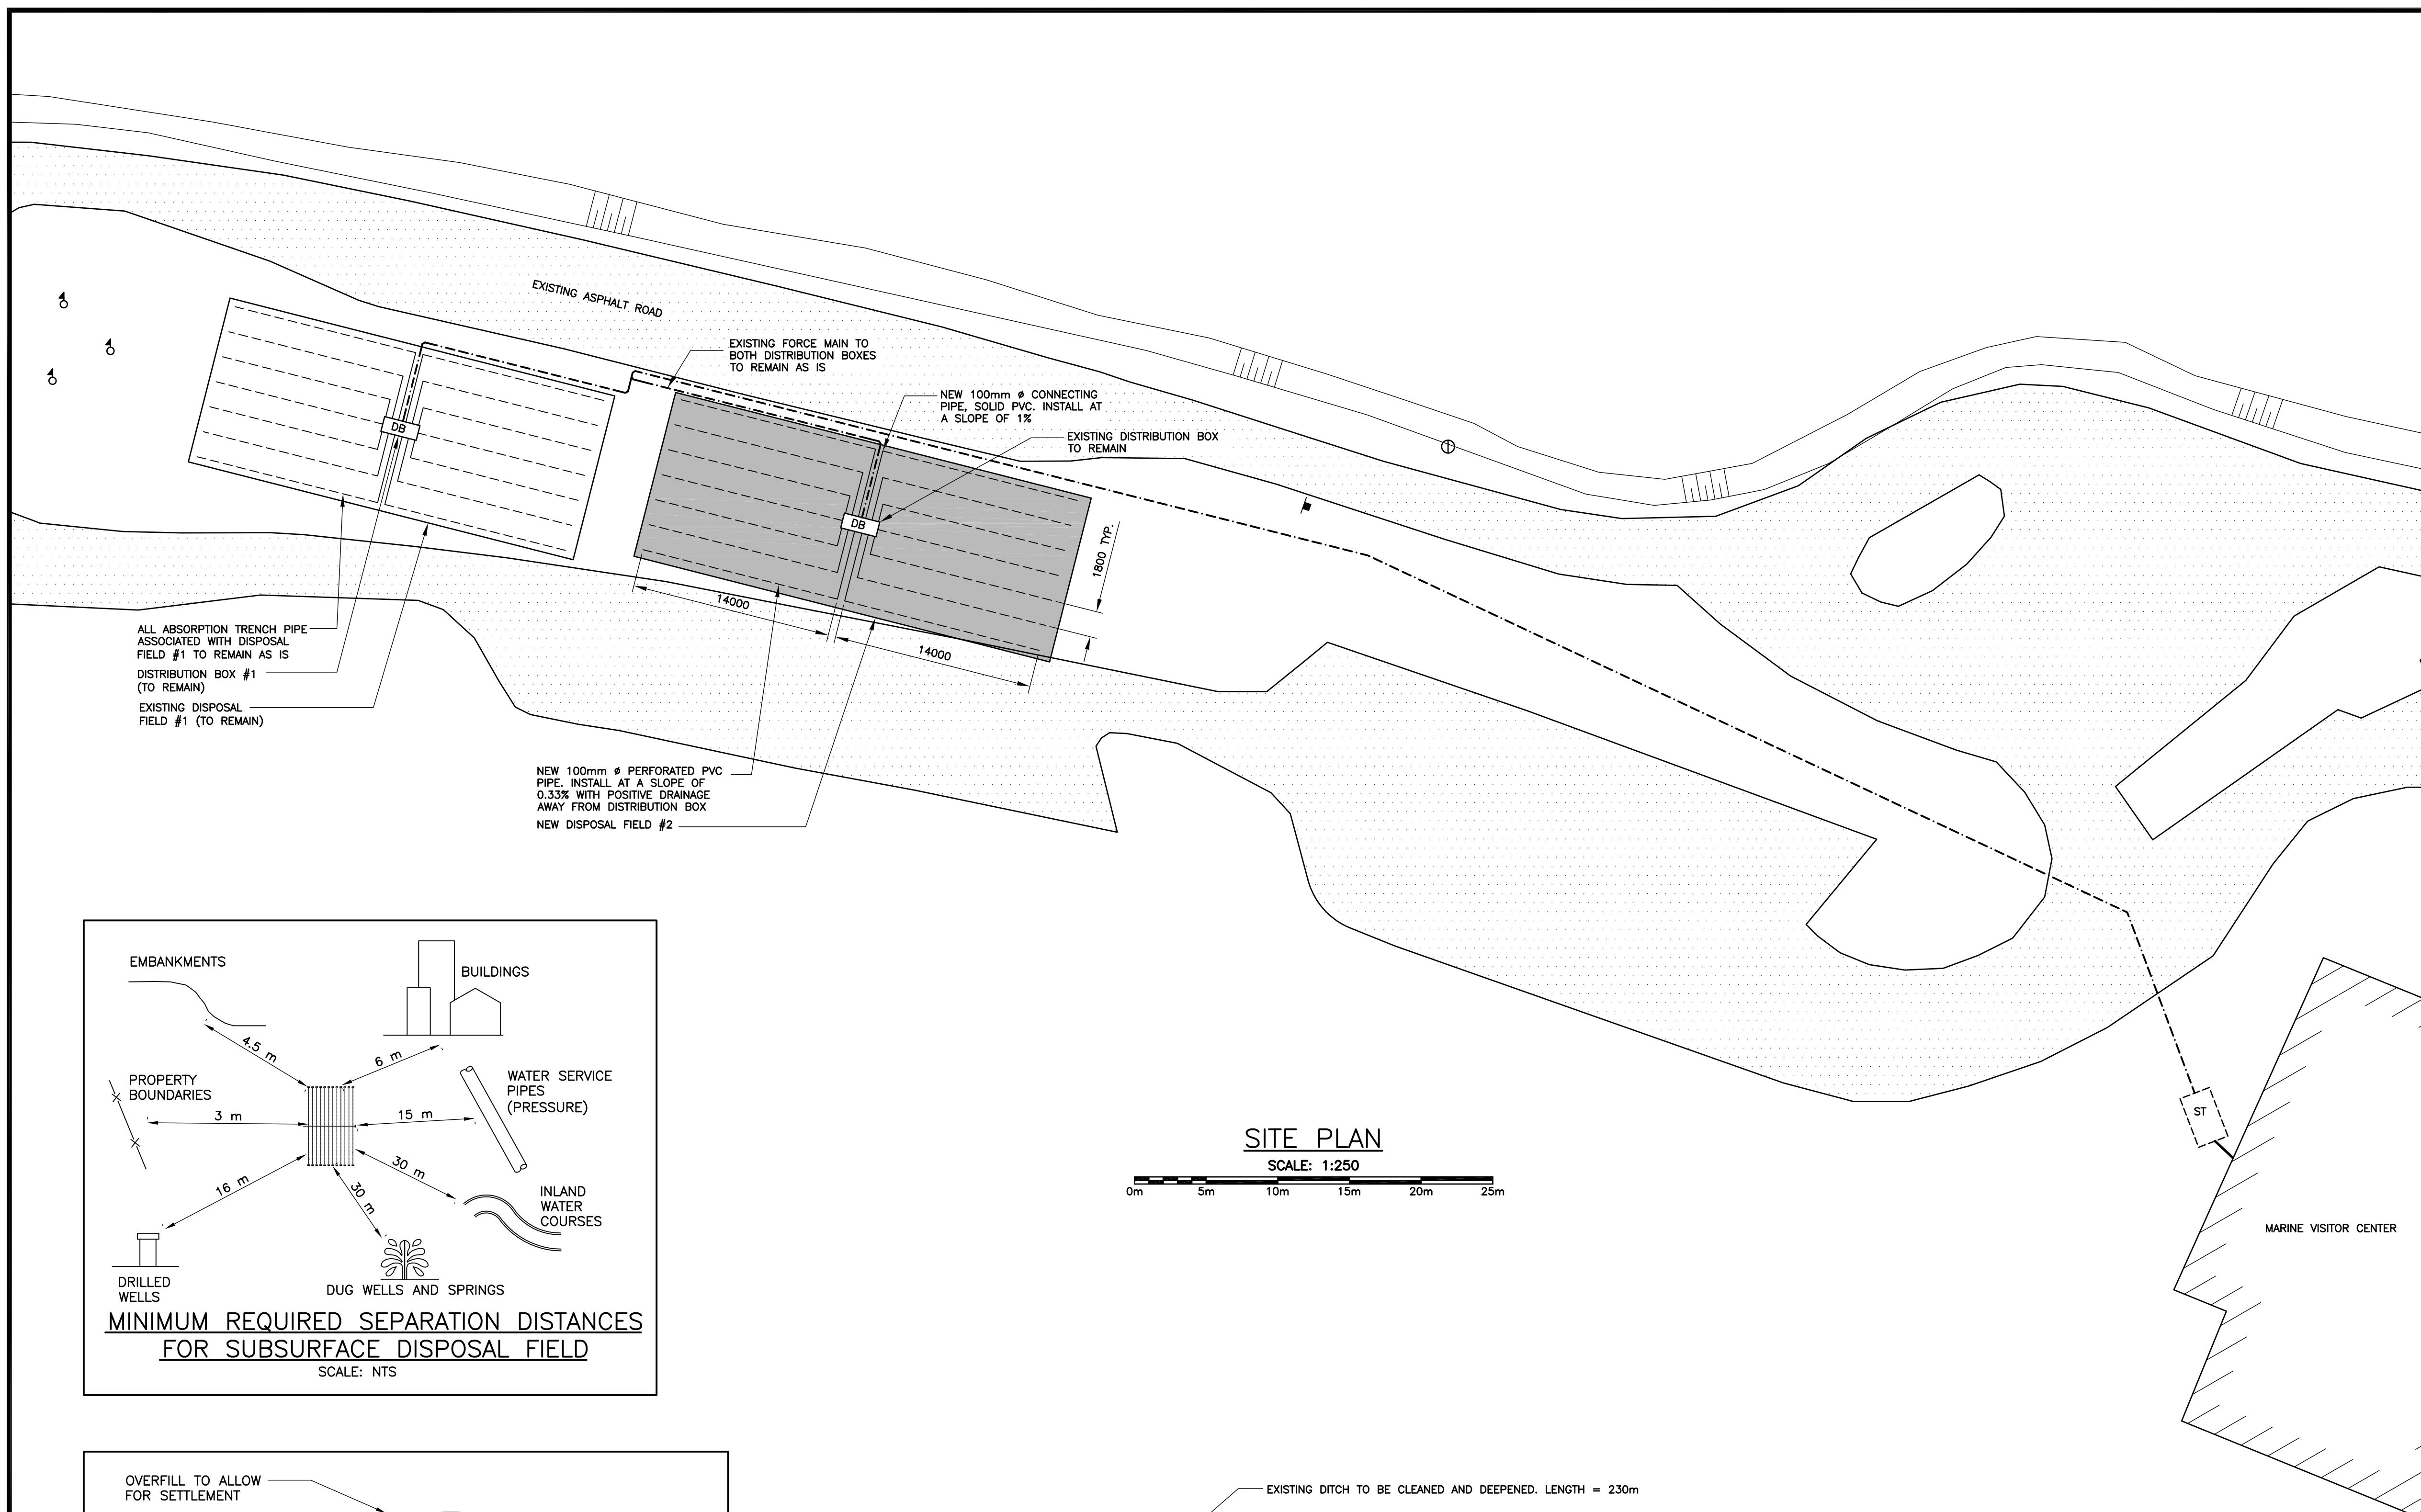 EXISTING ASPHALT ROAD
EXISTING FORCE MAIN TO
BOTH DISTRIBUTION BOXES
TO REMAIN AS IS
NEW 100mm ø CONNECTING
PIPE, SOLID PVC. INSTALL AT
A SLOPE OF 1%
EXISTING DISTRIBUTION BOX
TO REMAIN
DB
DB
1800 TYP.
14000
14000
ALL ABSORPTION TRENCH PIPE
ASSOCIATED WITH DISPOSAL
FIELD #1 TO REMAIN AS IS
DISTRIBUTION BOX #1
(TO REMAIN)
EXISTING DISPOSAL
FIELD #1 (TO REMAIN)
NEW 100mm ø PERFORATED PVC
PIPE. INSTALL AT A SLOPE OF
0.33% WITH POSITIVE DRAINAGE
AWAY FROM DISTRIBUTION BOX
NEW DISPOSAL FIELD #2
EMBANKMENTS
BUILDINGS
4.5 m
6 m
PROPERTY
BOUNDARIES
WATER SERVICE
PIPES
(PRESSURE)
3 m
15 m
16 m
30 m
30 m
INLAND
WATER
COURSES
DRILLED
WELLS
DUG WELLS AND SPRINGS
MINIMUM REQUIRED SEPARATION DISTANCES
FOR SUBSURFACE DISPOSAL FIELD
SCALE: NTS
SITE PLAN
SCALE: 1:250
0m 5m 10m 15m 20m 25m
ST
MARINE VISITOR CENTER
OVERFILL TO ALLOW
FOR SETTLEMENT
EXISTING DITCH TO BE CLEANED AND DEEPENED. LENGTH = 230m